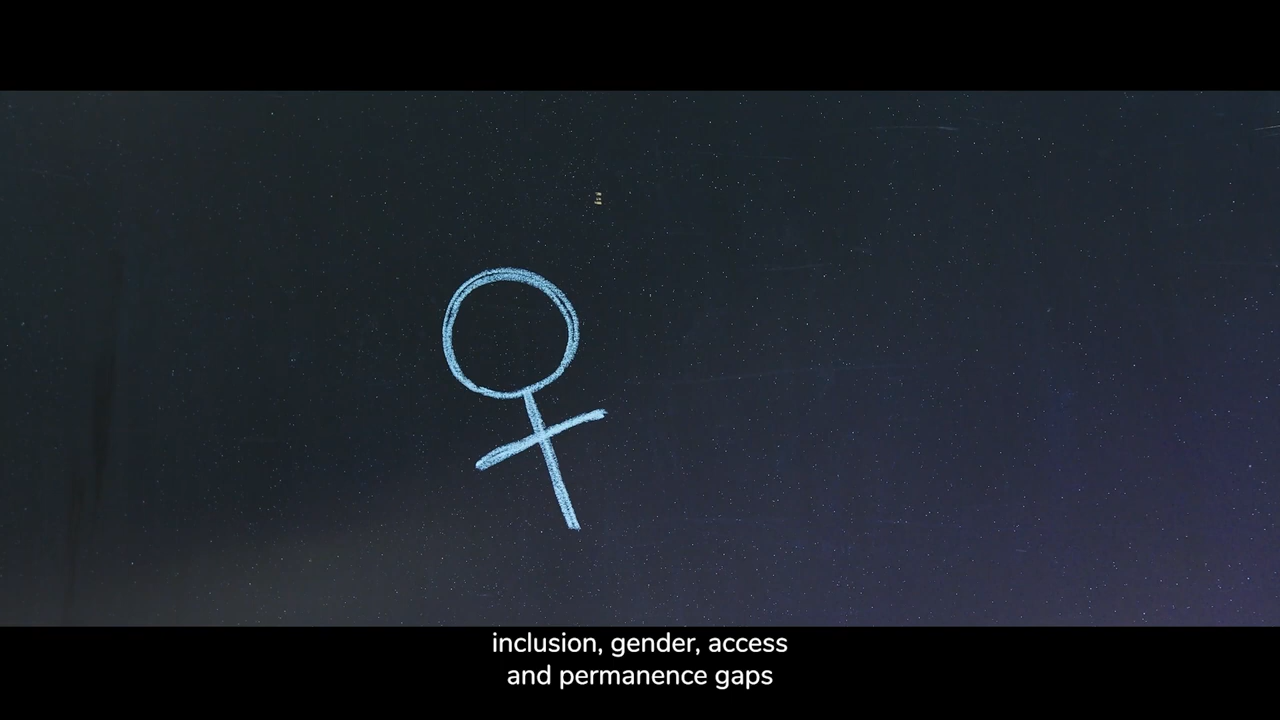 inclusion, gender, access
and permanence gaps